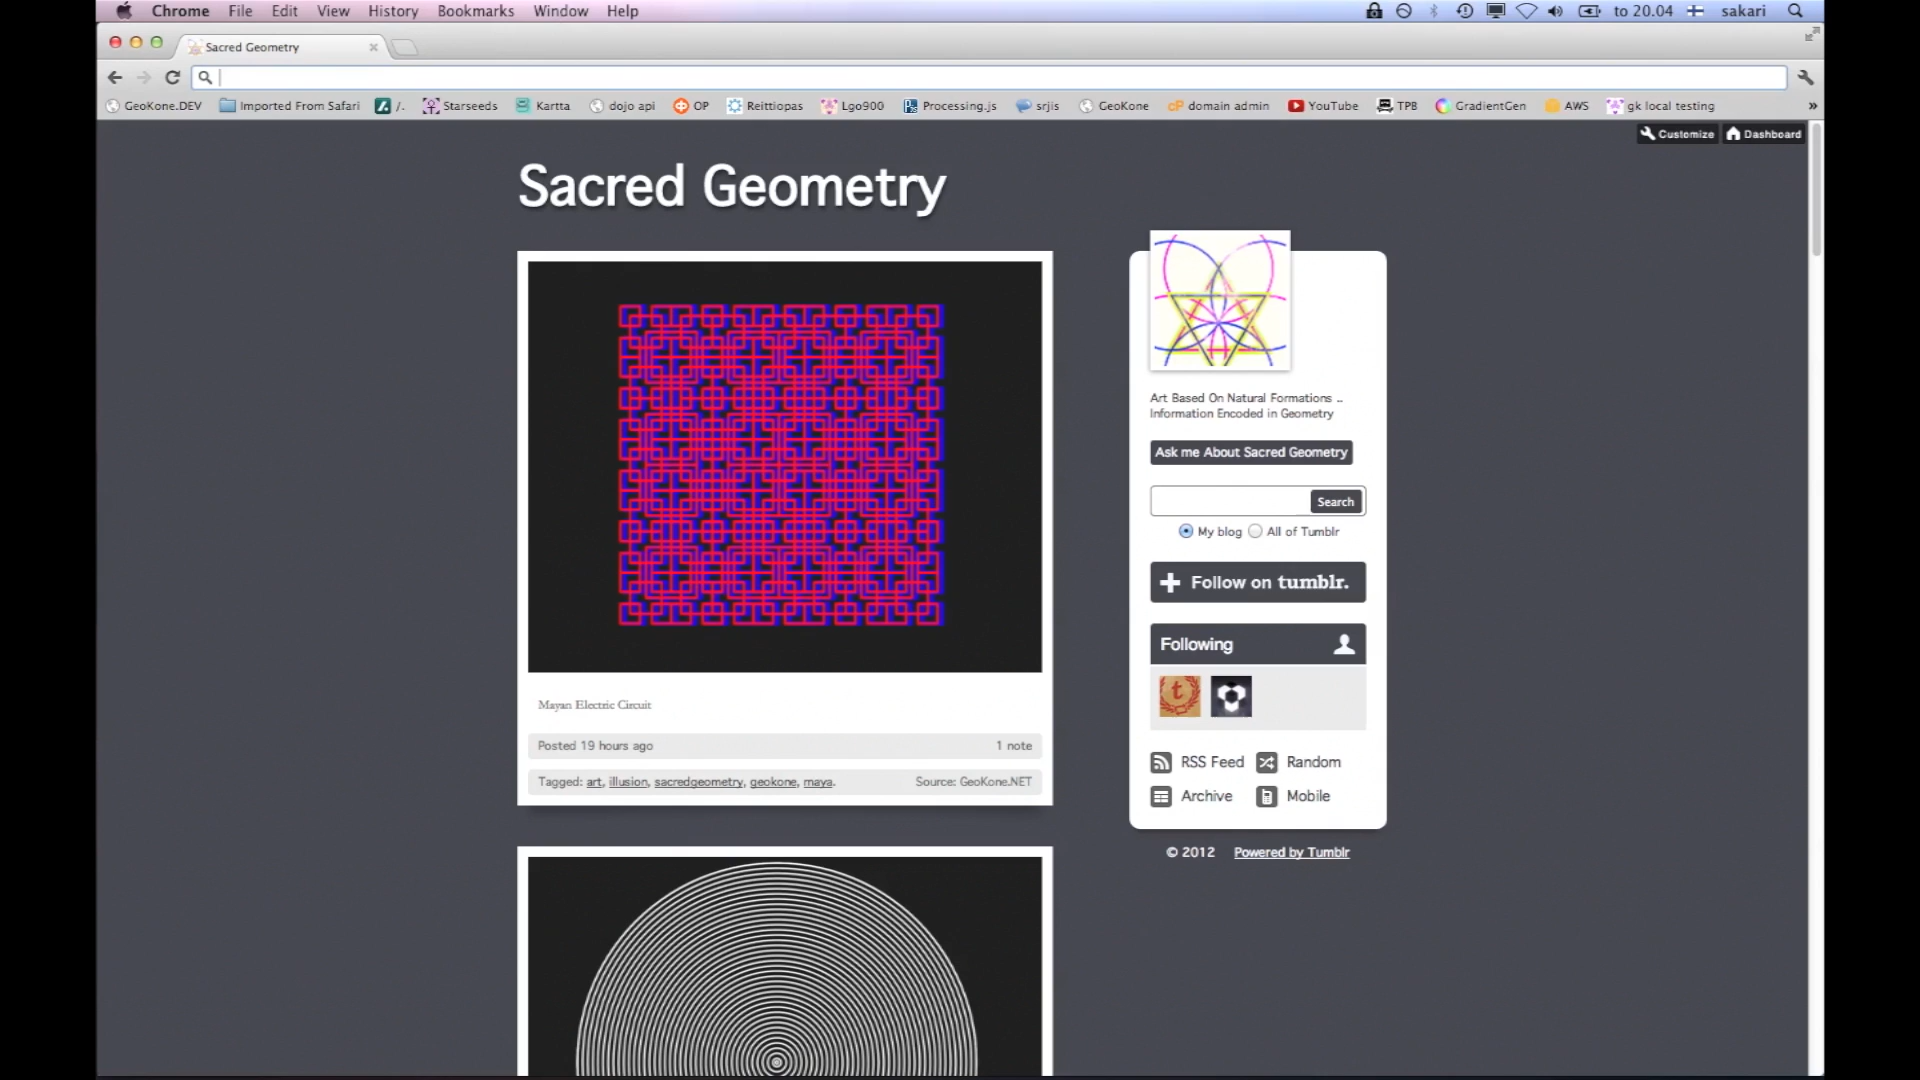 Chrome File Edit View History Bookmarks Window Help to 20.04 sakari
Sacred Geometry
GeoKone.DEV Imported From Safari /. Starseeds Kartta dojo api OP Reittiopas Lgo900 Processing.js srjis GeoKone domain admin YouTube TPB GradientGen AWS gk local testing »
Customize Dashboard
Sacred Geometry
Mayan Electric Circuit
Posted 19 hours ago 1 note
Tagged: art, illusion, sacredgeometry, geokone, maya. Source: GeoKone.NET
Art Based On Natural Formations ..
Information Encoded in Geometry
Ask me About Sacred Geometry
Search
My blog All of Tumblr
Follow on tumblr.
Following
t
RSS Feed Random
Archive Mobile
© 2012 Powered by Tumblr